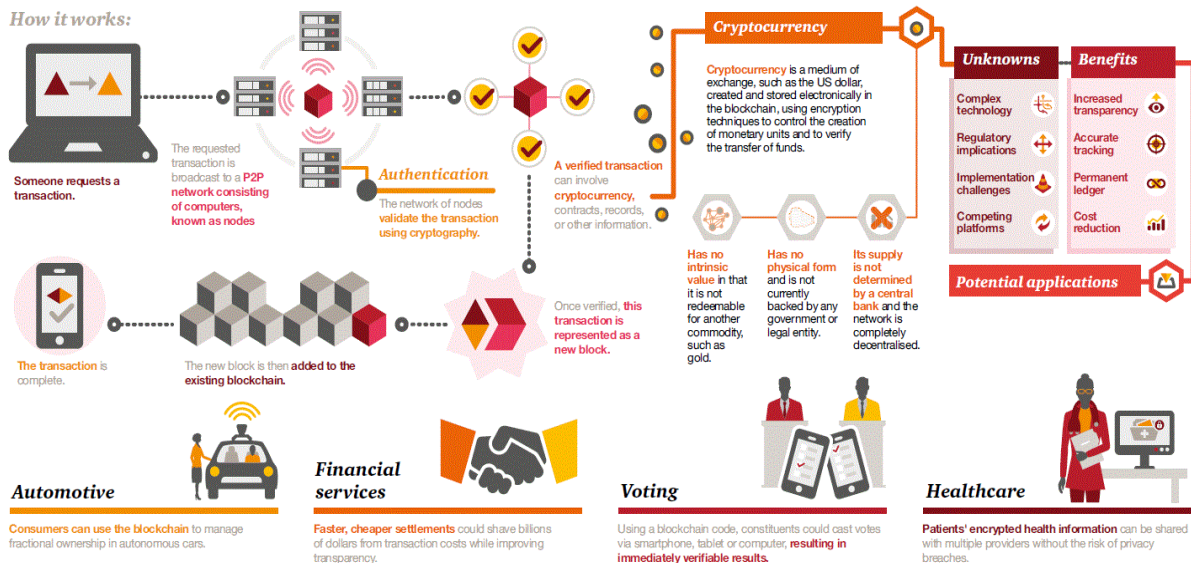 How it works:
Someone requests a
transaction.
The requested
transaction is
broadcast to a P2P
network consisting
of computers,
known as nodes
Authentication
The network of nodes
validate the transaction
using cryptography.
A verified transaction
can involve
cryptocurrency,
contracts, records,
or other information.
Once verified, this
transaction is
represented as a
new block.
The new block is then added to the
existing blockchain.
The transaction is
complete.
Cryptocurrency
Cryptocurrency is a medium of
exchange, such as the US dollar,
created and stored electronically in
the blockchain, using encryption
techniques to control the creation
of monetary units and to verify
the transfer of funds.
Has no
intrinsic
value in that
it is not
redeemable
for another
commodity,
such as
gold.
Has no
physical form
and is not
currently
backed by any
government or
legal entity.
Its supply
is not
determined
by a central
bank and the
network is
completely
decentralised.
Unknowns
Complex
technology
Regulatory
implications
Implementation
challenges
Competing
platforms
Benefits
Increased
transparency
Accurate
tracking
Permanent
ledger
Cost
reduction
Potential applications
Automotive
Consumers can use the blockchain to manage
fractional ownership in autonomous cars.
Financial
services
Faster, cheaper settlements could shave billions
of dollars from transaction costs while improving
transparency.
Voting
Using a blockchain code, constituents could cast votes
via smartphone, tablet or computer, resulting in
immediately verifiable results.
Healthcare
Patients' encrypted health information can be shared
with multiple providers without the risk of privacy
breaches.